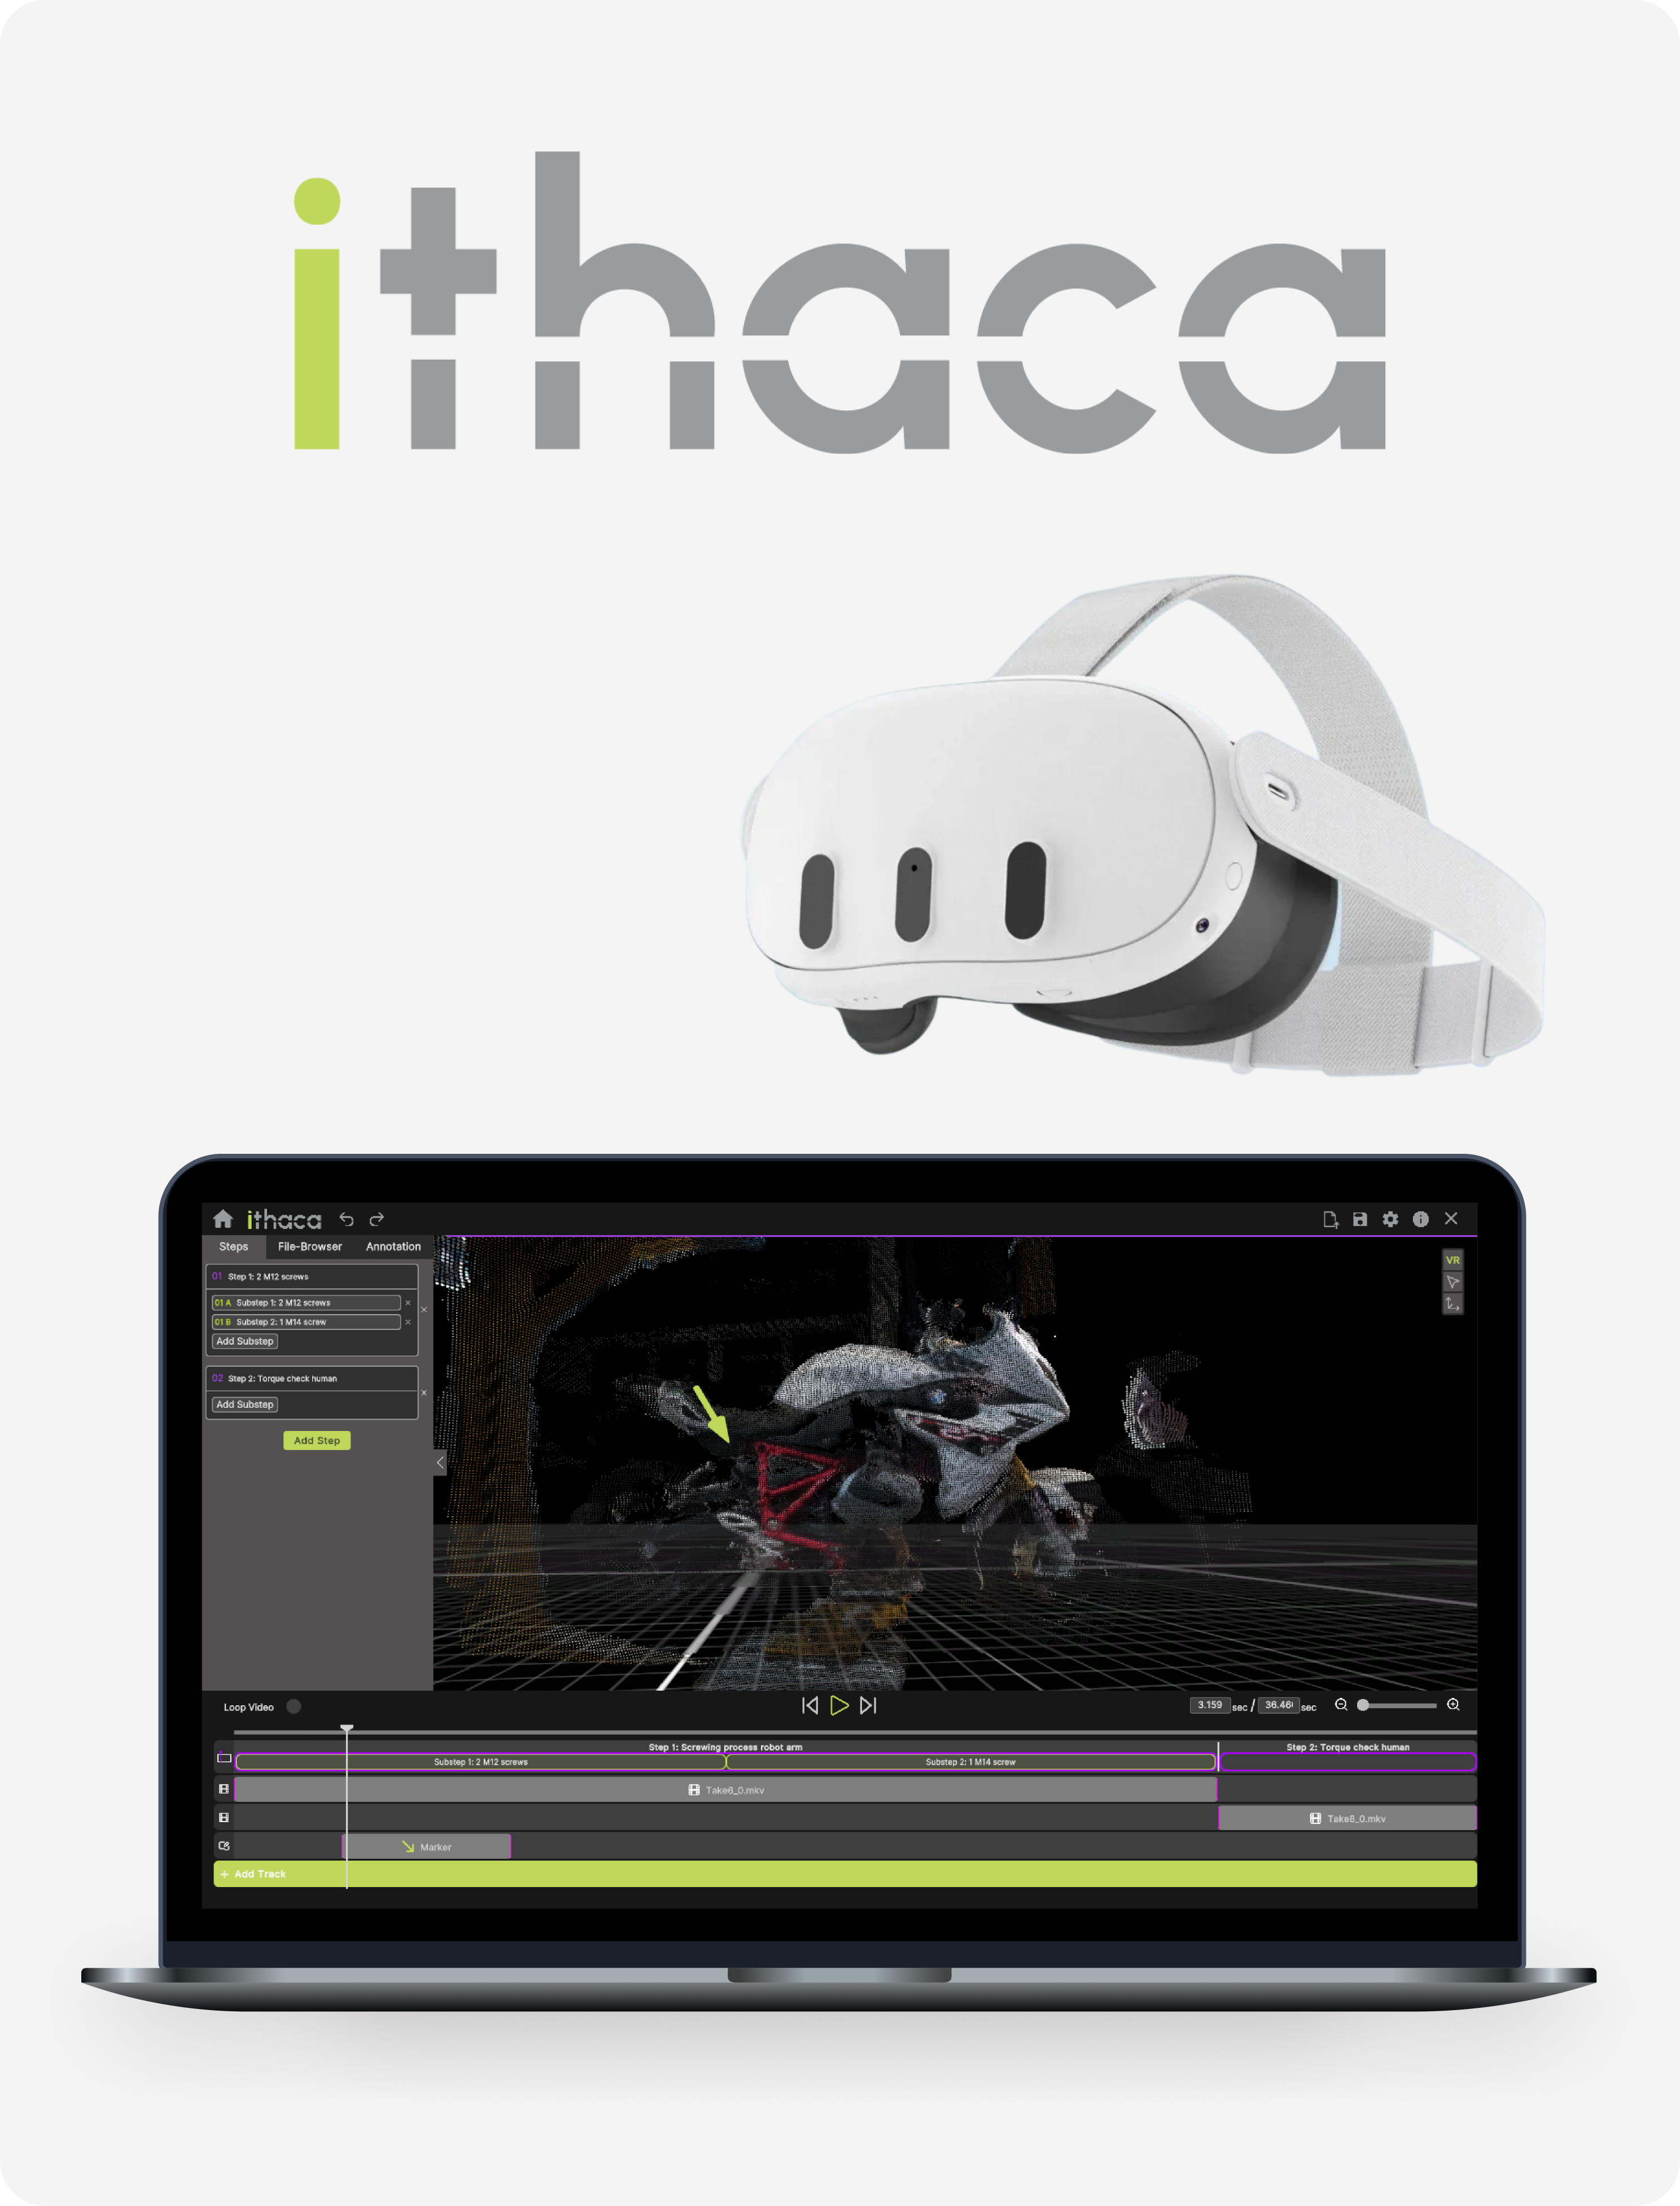 ithaca
ithaca
Steps File-Browser Annotation
VR
01 Step 1: 2 M12 screws
01 A Substep 1: 2 M12 screws
01 B Substep 2: 1 M14 screw
Add Substep
02 Step 2: Torque check human
Add Substep
Add Step
Loop Video
3.159 sec / 36.46 sec
Step 1: Screwing process robot arm Step 2: Torque check human
Substep 1: 2 M12 screws Substep 2: 1 M14 screw
Take6_0.mkv
Take8_0.mkv
Marker
+ Add Track